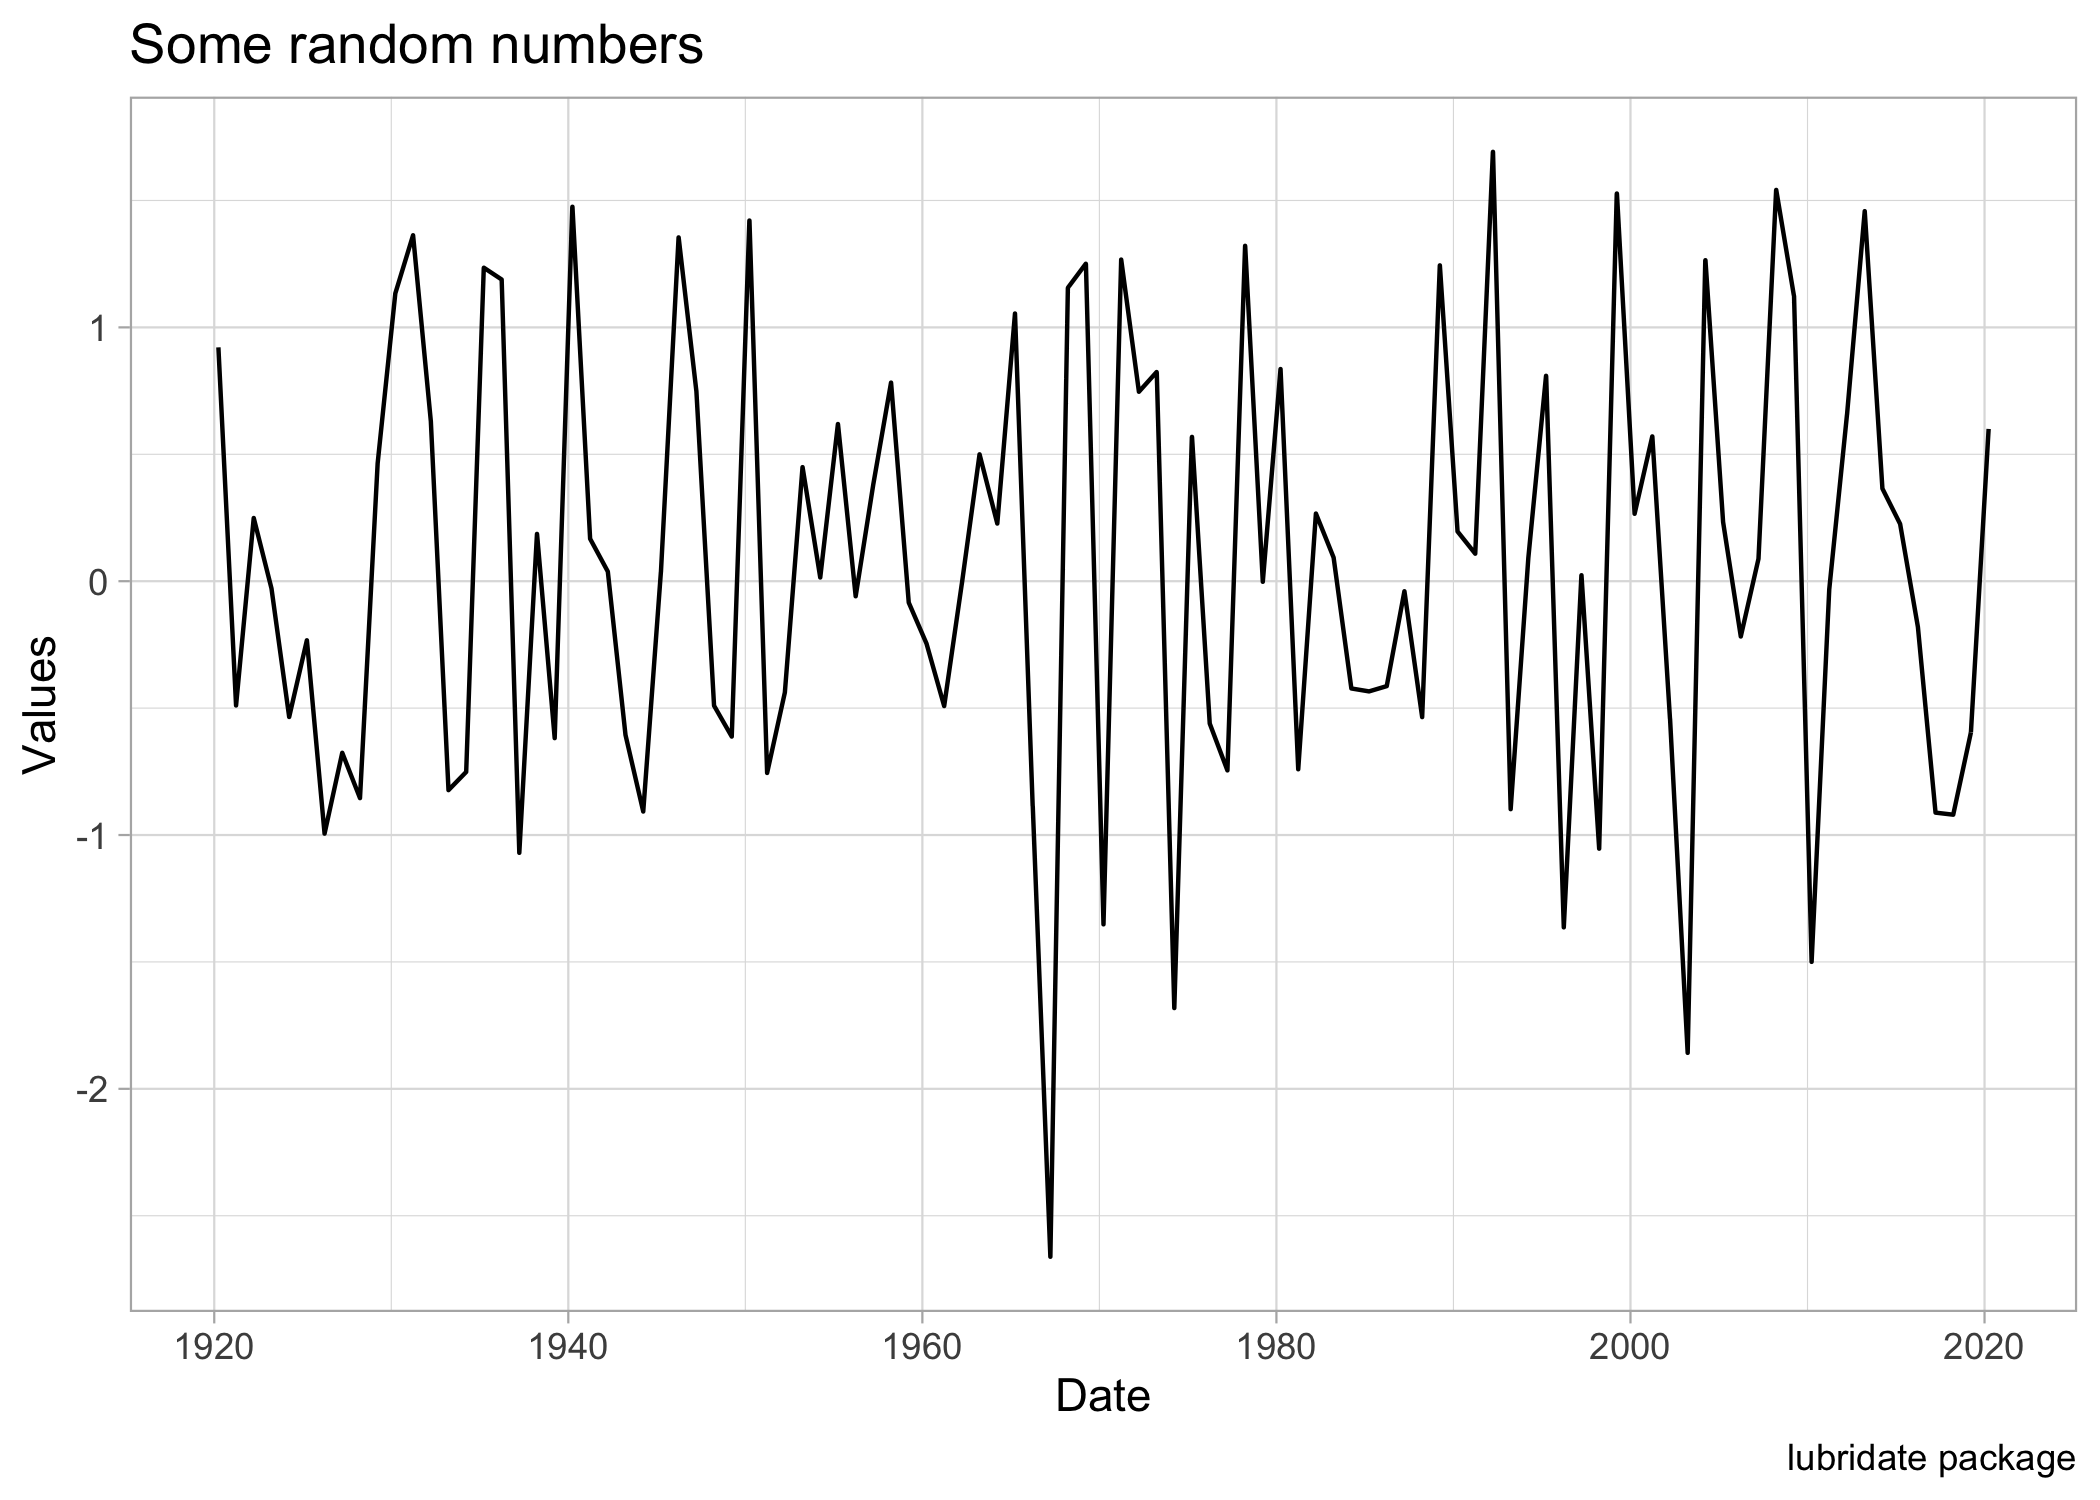 Some random numbers
Values
1
0
-1
-2
1920 1940 1960 1980 2000 2020
Date
lubridate package